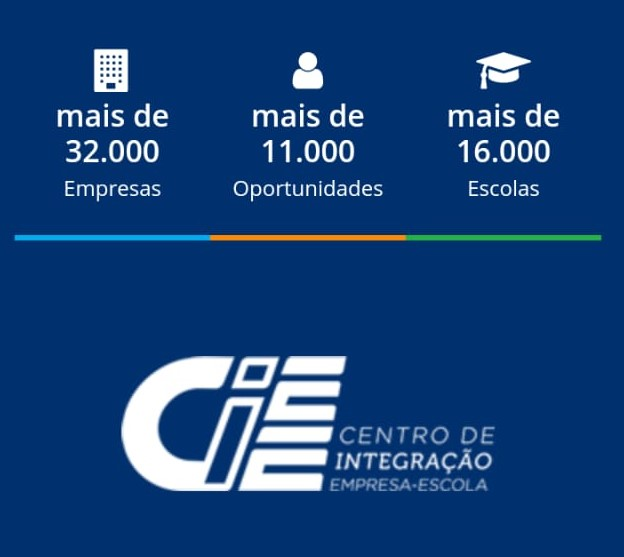 mais de
32.000
Empresas
mais de
11.000
Oportunidades
mais de
16.000
Escolas
CIEE
CENTRO DE
INTEGRAÇÃO
EMPRESA-ESCOLA